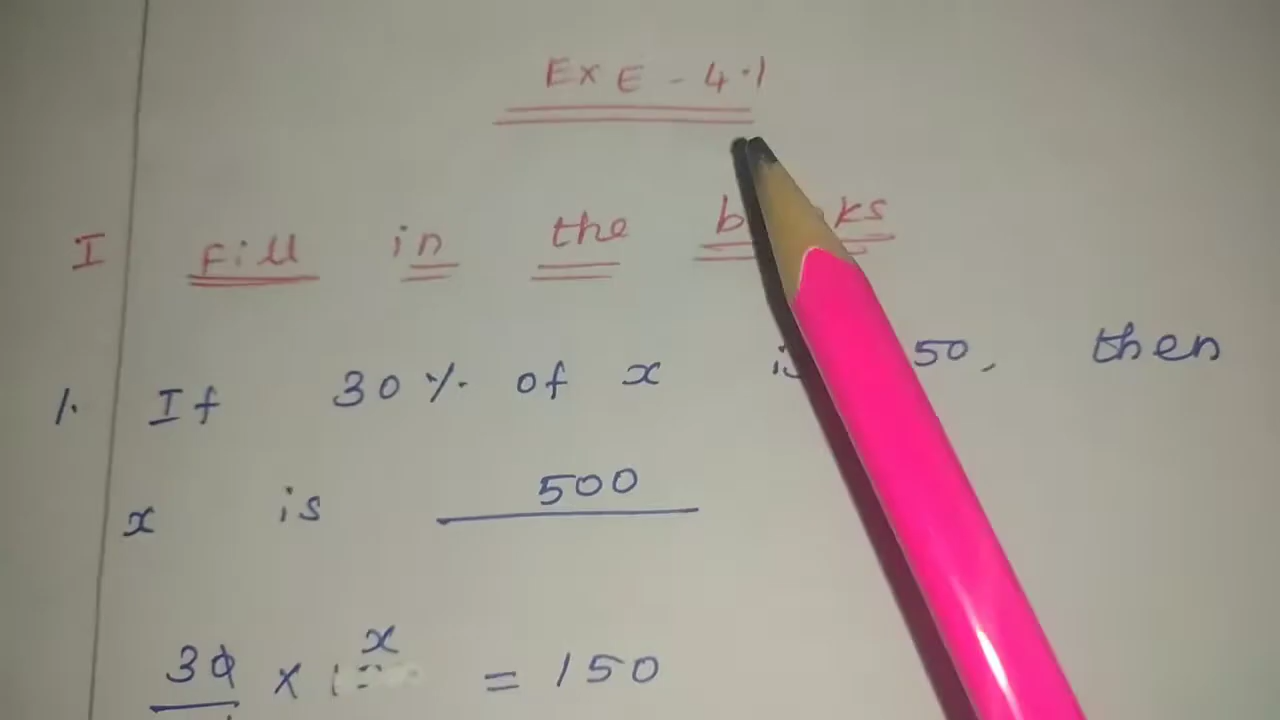 Exe - 4.1
I Fill in the
1. If 30% of x 50, then
x is 500
30 × x = 150